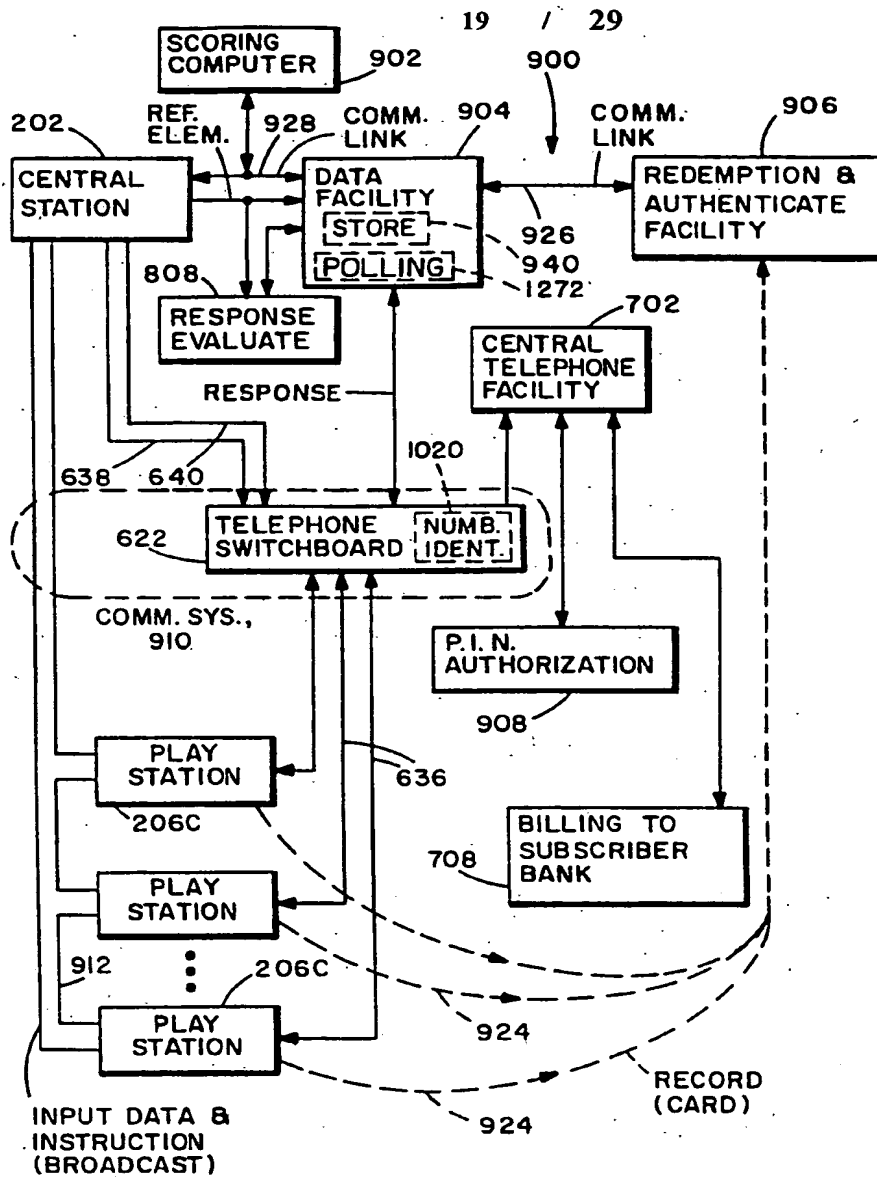 19 / 29
SCORING
COMPUTER
902
900
202
REF.
ELEM.
928
COMM.
LINK
904
COMM.
LINK
906
CENTRAL
STATION
DATA
FACILITY
STORE
POLLING
926
940
1272
REDEMPTION &
AUTHENTICATE
FACILITY
808
RESPONSE
EVALUATE
702
CENTRAL
TELEPHONE
FACILITY
RESPONSE
638
640
1020
622
TELEPHONE
SWITCHBOARD
NUMB.
IDENT.
COMM. SYS.,
910
P.I.N.
AUTHORIZATION
908
PLAY
STATION
636
206C
BILLING TO
SUBSCRIBER
BANK
708
PLAY
STATION
912
206C
PLAY
STATION
924
924
RECORD
(CARD)
INPUT DATA &
INSTRUCTION
(BROADCAST)